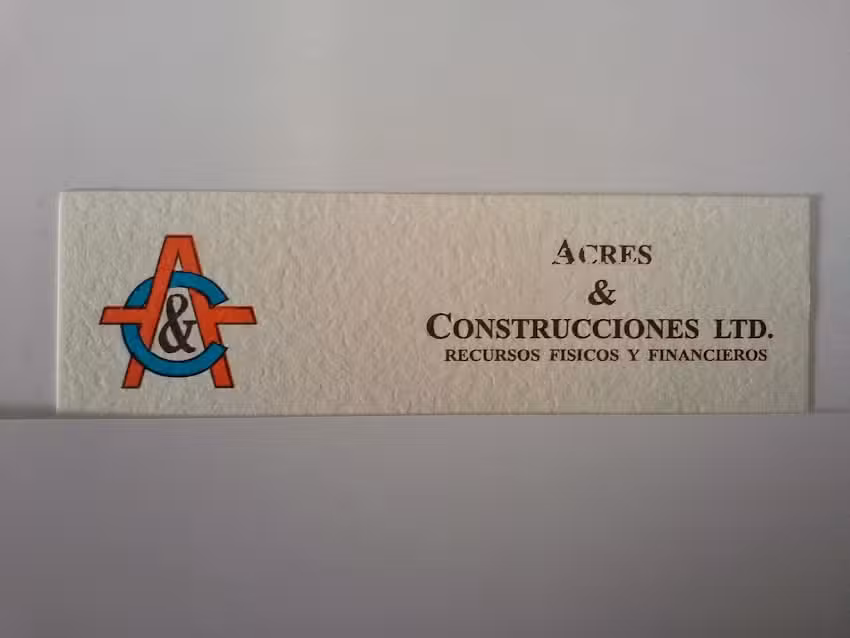 A&C
ACRES
&
CONSTRUCCIONES LTD.
RECURSOS FISICOS Y FINANCIEROS